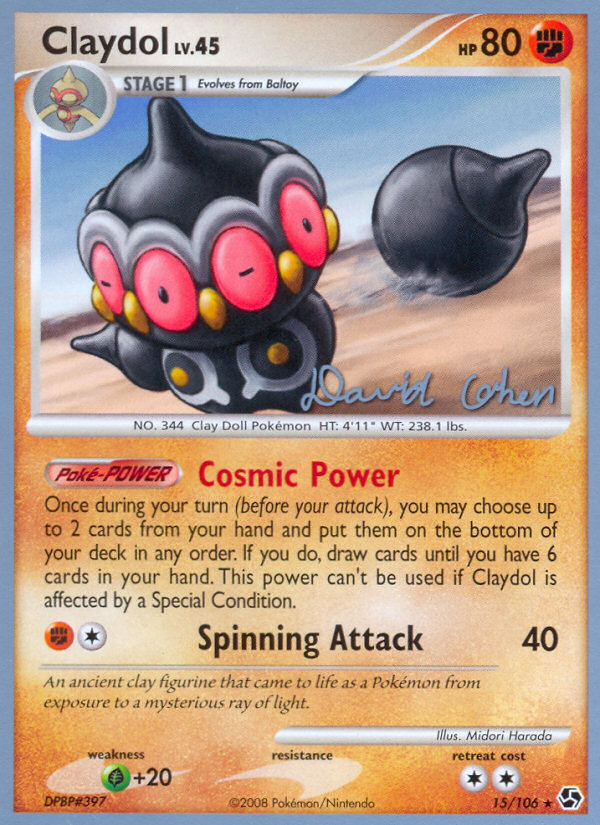 Claydol LV.45
HP 80
STAGE 1 Evolves from Baltoy
David Cohen
NO. 344 Clay Doll Pokémon HT: 4'11" WT: 238.1 lbs.
Poké-POWER Cosmic Power
Once during your turn (before your attack), you may choose up
to 2 cards from your hand and put them on the bottom of
your deck in any order. If you do, draw cards until you have 6
cards in your hand. This power can't be used if Claydol is
affected by a Special Condition.
Spinning Attack 40
An ancient clay figurine that came to life as a Pokémon from
exposure to a mysterious ray of light.
Illus. Midori Harada
weakness resistance retreat cost
+20
DPBP#397 ©2008 Pokémon/Nintendo 15/106 ★